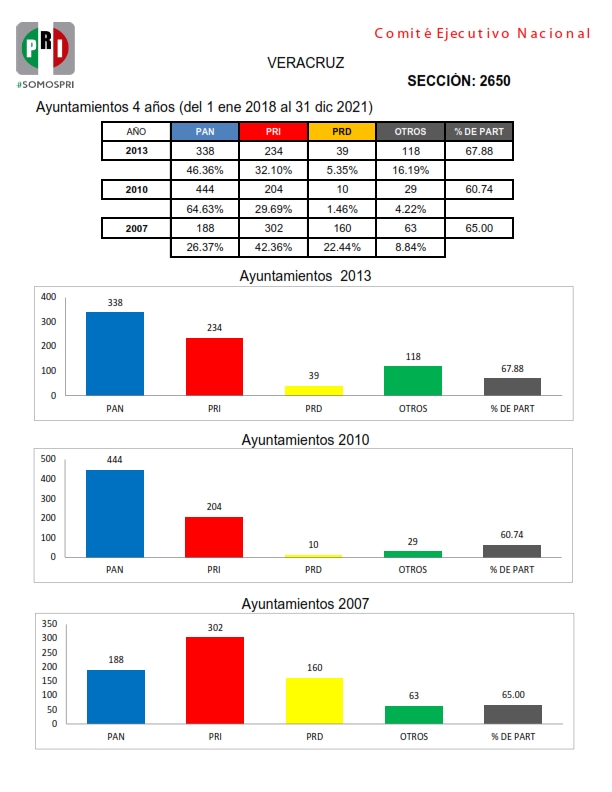 PRI
#SOMOSPRI
Comité Ejecutivo Nacional
VERACRUZ
SECCIÓN: 2650
Ayuntamientos 4 años (del 1 ene 2018 al 31 dic 2021)
AÑO PAN PRI PRD OTROS % DE PART
2013 338 234 39 118 67.88
46.36% 32.10% 5.35% 16.19%
2010 444 204 10 29 60.74
64.63% 29.69% 1.46% 4.22%
2007 188 302 160 63 65.00
26.37% 42.36% 22.44% 8.84%
Ayuntamientos 2013
400
300
200
100
0
338 234 39 118 67.88
PAN PRI PRD OTROS % DE PART
Ayuntamientos 2010
500
400
300
200
100
0
444 204 10 29 60.74
PAN PRI PRD OTROS % DE PART
Ayuntamientos 2007
350
300
250
200
150
100
50
0
188 302 160 63 65.00
PAN PRI PRD OTROS % DE PART